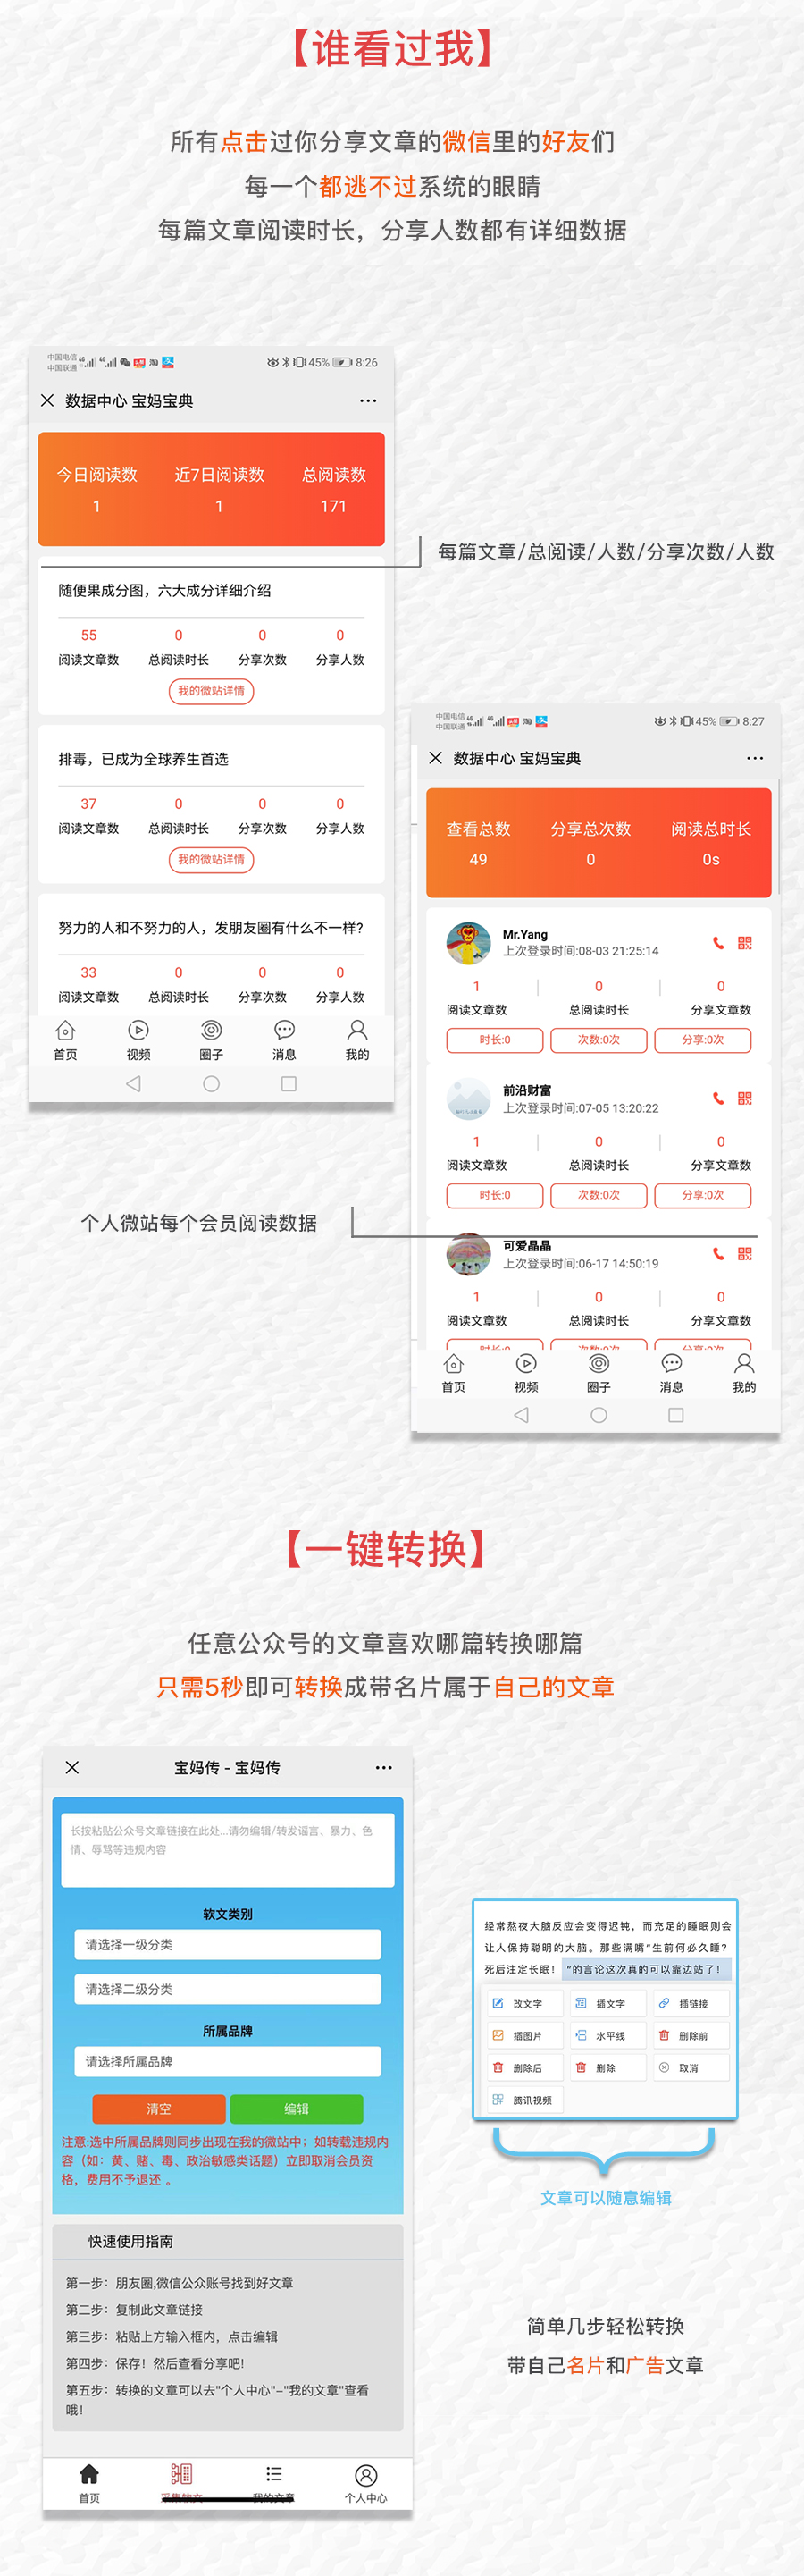 【谁看过我】
所有点击过你分享文章的微信里的好友们
每一个都逃不过系统的眼睛
每篇文章阅读时长，分享人数都有详细数据
中国电信
中国联通
45%
8:26
数据中心 宝妈宝典
今日阅读数 近7日阅读数 总阅读数
1 1 171
每篇文章/总阅读/人数/分享次数/人数
随便果成分图，六大成分详细介绍
55 0 0 0
阅读文章数 总阅读时长 分享次数 分享人数
我的微站详情
排毒，已成为全球养生首选
37 0 0 0
阅读文章数 总阅读时长 分享次数 分享人数
我的微站详情
努力的人和不努力的人，发朋友圈有什么不一样?
33 0 0 0
阅读文章数 总阅读时长 分享次数 分享人数
首页 视频 圈子 消息 我的
中国电信
中国联通
45%
8:27
数据中心 宝妈宝典
查看总数 分享总次数 阅读总时长
49 0 0s
Mr.Yang
上次登录时间:08-03 21:25:14
1 0 0
阅读文章数 总阅读时长 分享文章数
时长:0 次数:0次 分享:0次
前沿财富
上次登录时间:07-05 13:20:22
1 0 0
阅读文章数 总阅读时长 分享文章数
时长:0 次数:0次 分享:0次
个人微站每个会员阅读数据
可爱晶晶
上次登录时间:06-17 14:50:19
1 0 0
阅读文章数 总阅读时长 分享文章数
时长:0 次数:0次 分享:0次
首页 视频 圈子 消息 我的
【一键转换】
任意公众号的文章喜欢哪篇转换哪篇
只需5秒即可转换成带名片属于自己的文章
宝妈传 - 宝妈传
长按粘贴公众号文章链接在此处...请勿编辑/转发谣言、暴力、色
情、辱骂等违规内容
软文类别
请选择一级分类
请选择二级分类
所属品牌
请选择所属品牌
清空 编辑
注意:选中所属品牌则同步出现在我的微站中；如转载违规内
容（如：黄、赌、毒、政治敏感类话题）立即取消会员资
格，费用不予退还 。
快速使用指南
第一步：朋友圈,微信公众账号找到好文章
第二步：复制此文章链接
第三步：粘贴上方输入框内，点击编辑
第四步：保存！然后查看分享吧!
第五步：转换的文章可以去"个人中心"-"我的文章"查看
哦！
首页 采集软文 我的文章 个人中心
经常熬夜大脑反应会变得迟钝，而充足的睡眠则会
让人保持聪明的大脑。那些满嘴“生前何必久睡?
死后注定长眠！”的言论这次真的可以靠边站了！
改文字 插文字 插链接
插图片 水平线 删除前
删除后 删除 取消
腾讯视频
文章可以随意编辑
简单几步轻松转换
带自己名片和广告文章